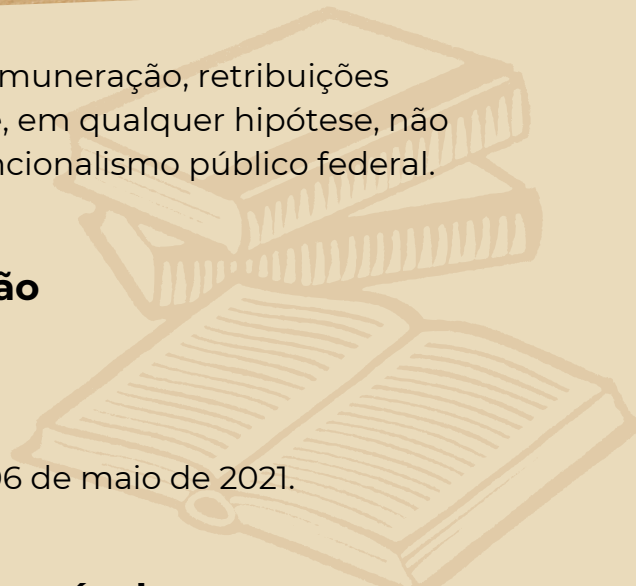 muneração, retribuições
, em qualquer hipótese, não
ncionalismo público federal.
ão
06 de maio de 2021.